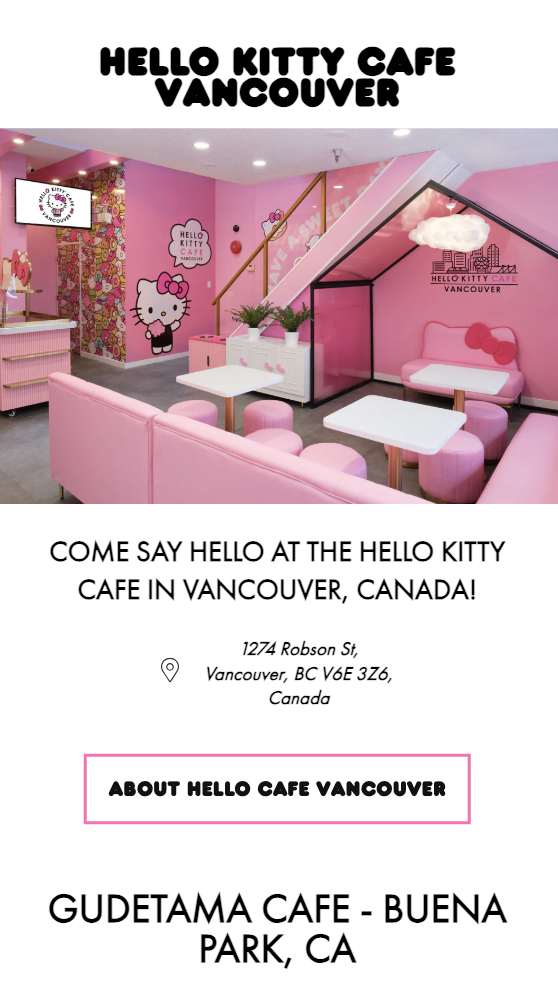 HELLO KITTY CAFE
VANCOUVER
HELLO KITTY CAFE
VANCOUVER
HELLO
KITTY
CAFE
VANCOUVER
AVE A SWEET
HELLO KITTY CAFE
VANCOUVER
COME SAY HELLO AT THE HELLO KITTY
CAFE IN VANCOUVER, CANADA!
1274 Robson St,
Vancouver, BC V6E 3Z6,
Canada
ABOUT HELLO CAFE VANCOUVER
GUDETAMA CAFE - BUENA
PARK, CA